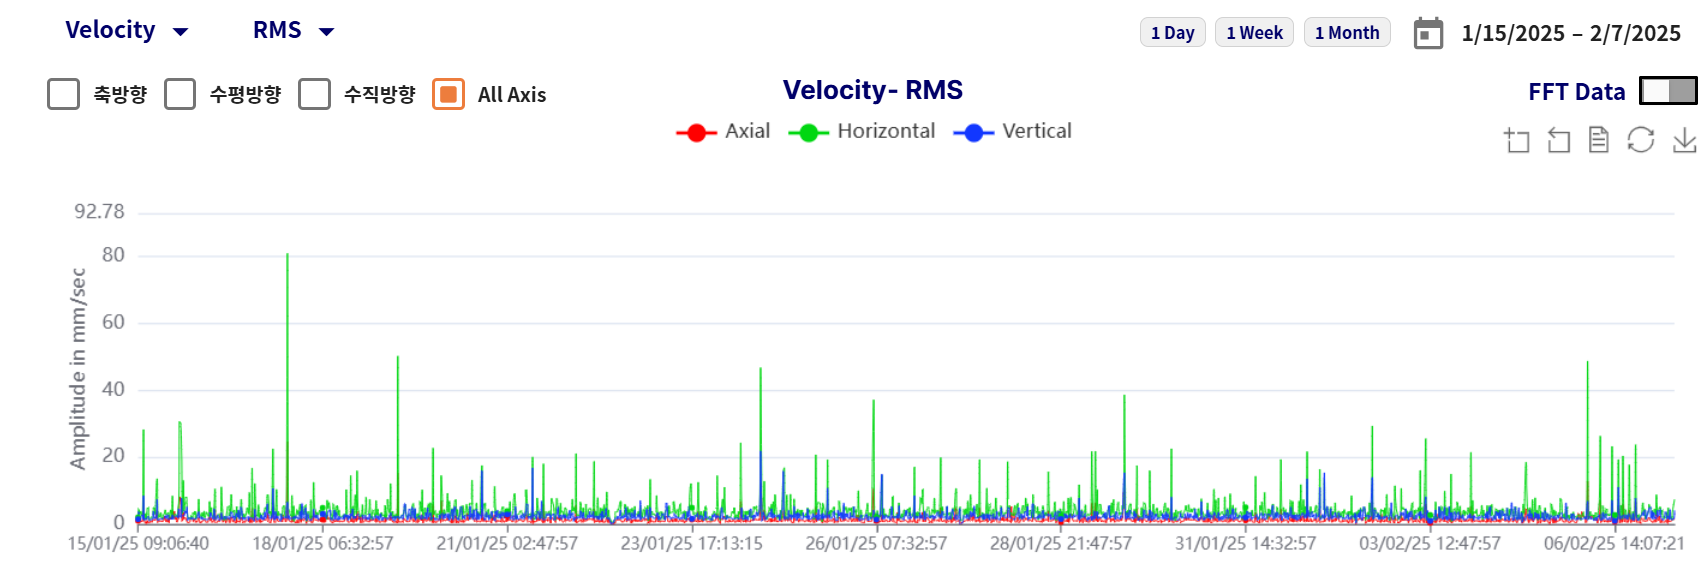 Velocity RMS 1 Day 1 Week 1 Month 1/15/2025 – 2/7/2025
축방향 수평방향 수직방향 All Axis Velocity- RMS FFT Data
Axial Horizontal Vertical
92.78
80
60
40
20
0
Amplitude in mm/sec
15/01/25 09:06:40 18/01/25 06:32:57 21/01/25 02:47:57 23/01/25 17:13:15 26/01/25 07:32:57 28/01/25 21:47:57 31/01/25 14:32:57 03/02/25 12:47:57 06/02/25 14:07:21